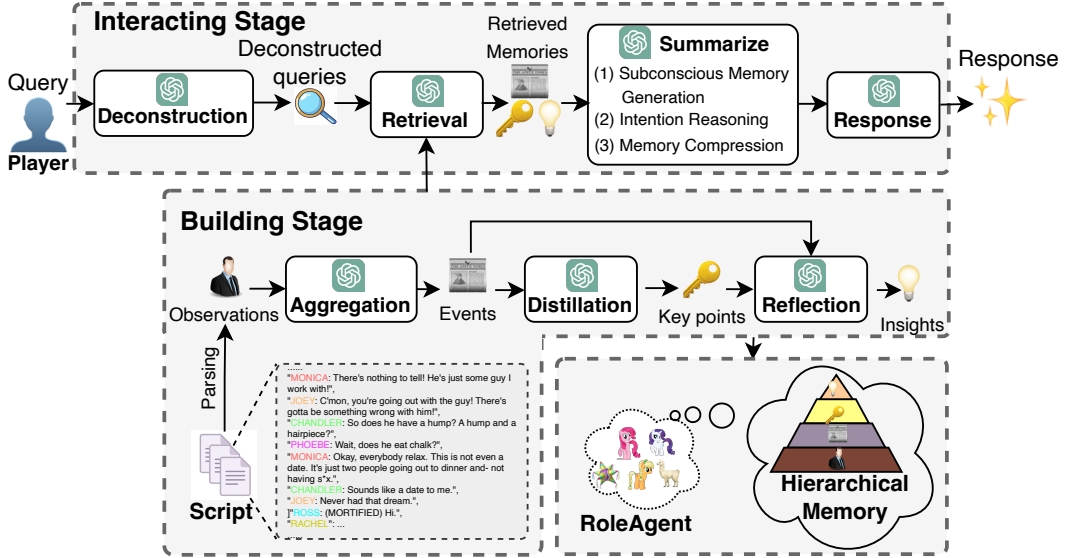 Interacting Stage
Query
Player
Deconstruction
Deconstructed
queries
Retrieval
Retrieved
Memories
Summarize
(1) Subconscious Memory
Generation
(2) Intention Reasoning
(3) Memory Compression
Response
Response
Building Stage
Observations
Aggregation
Events
Distillation
Key points
Reflection
Insights
Parsing
Script
......
"MONICA: There's nothing to tell! He's just some guy I
work with!",
"JOEY: C'mon, you're going out with the guy! There's
gotta be something wrong with him!",
"CHANDLER: So does he have a hump? A hump and a
hairpiece?",
"PHOEBE: Wait, does he eat chalk?",
"MONICA: Okay, everybody relax. This is not even a
date. It's just two people going out to dinner and- not
having s*x.",
"CHANDLER: Sounds like a date to me.",
"JOEY: Never had that dream.",
]"ROSS: (MORTIFIED) Hi.",
"RACHEL": ...
......
RoleAgent
Hierarchical
Memory